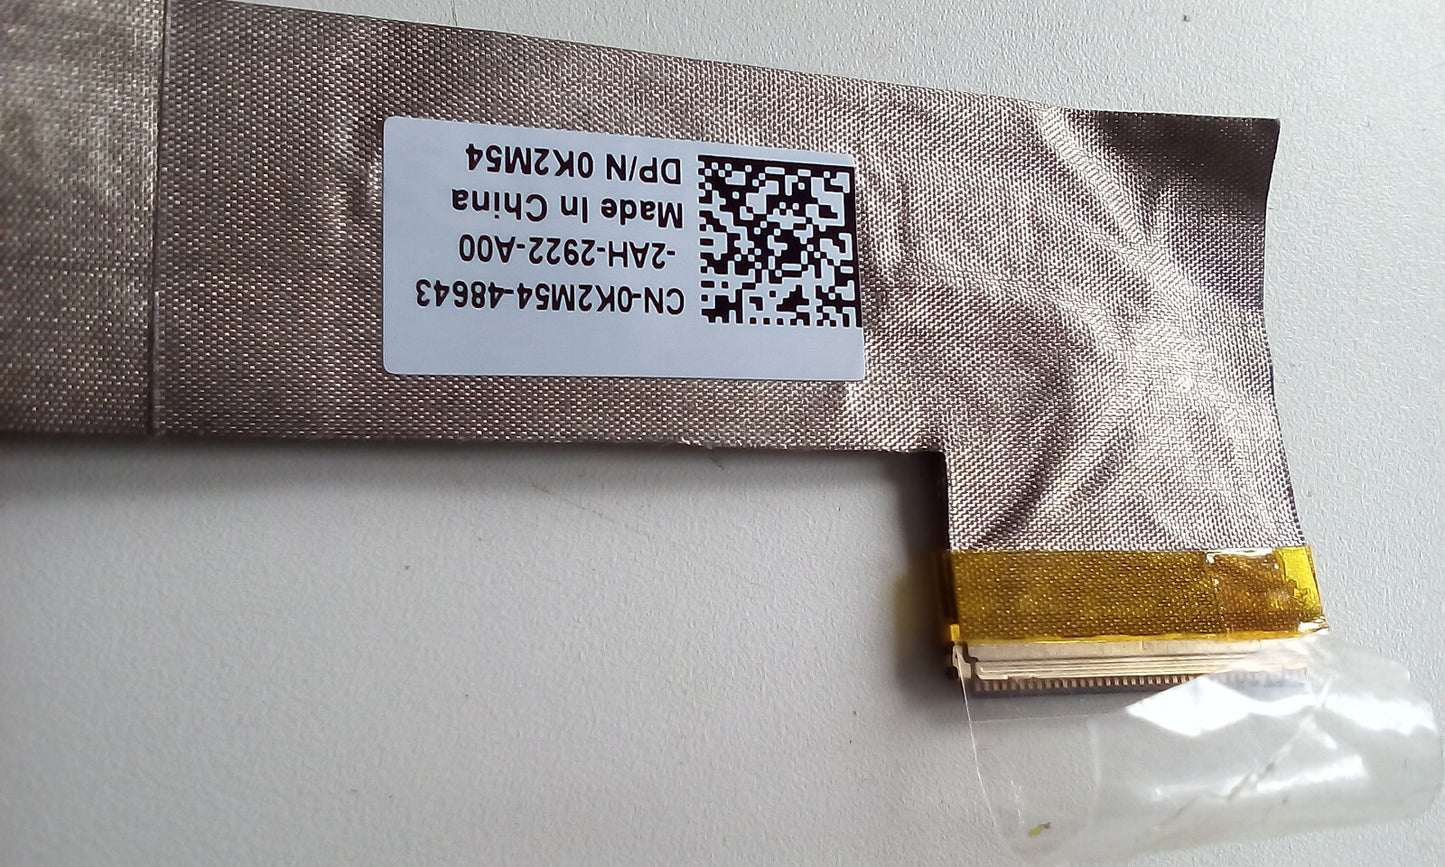 CN-0K2M54-48643
-2AH-2922-A00
Made In China
DP/N 0K2M54